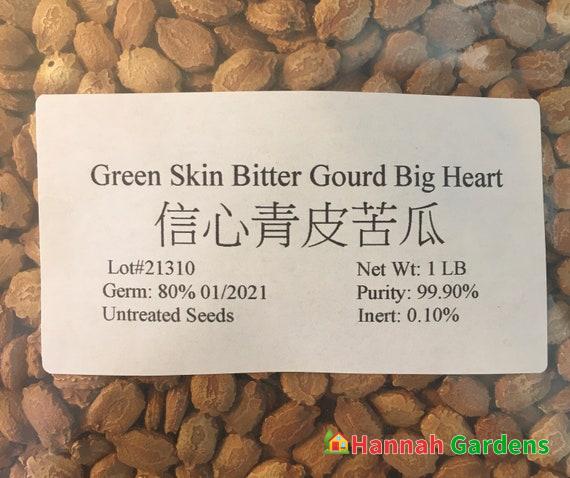 Green Skin Bitter Gourd Big Heart
信心青皮苦瓜
Lot#21310 Net Wt: 1 LB
Germ: 80% 01/2021 Purity: 99.90%
Untreated Seeds Inert: 0.10%
Hannah Gardens